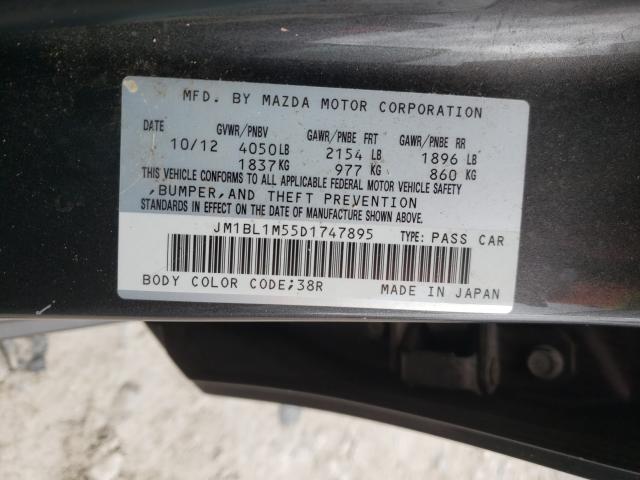 MFD. BY MAZDA MOTOR CORPORATION
DATE GVWR/PNBV GAWR/PNBE FRT GAWR/PNBE RR
10/12 4050LB 2154 LB 1896 LB
1837KG 977 KG 860 KG
THIS VEHICLE CONFORMS TO ALL APPLICABLE FEDERAL MOTOR VEHICLE SAFETY
,BUMPER,AND THEFT PREVENTION
STANDARDS IN EFFECT ON THE DATE OF MANUFACTURE SHOWN ABOVE.
JM1BL1M55D1747895 TYPE: PASS CAR
BODY COLOR CODE;38R MADE IN JAPAN